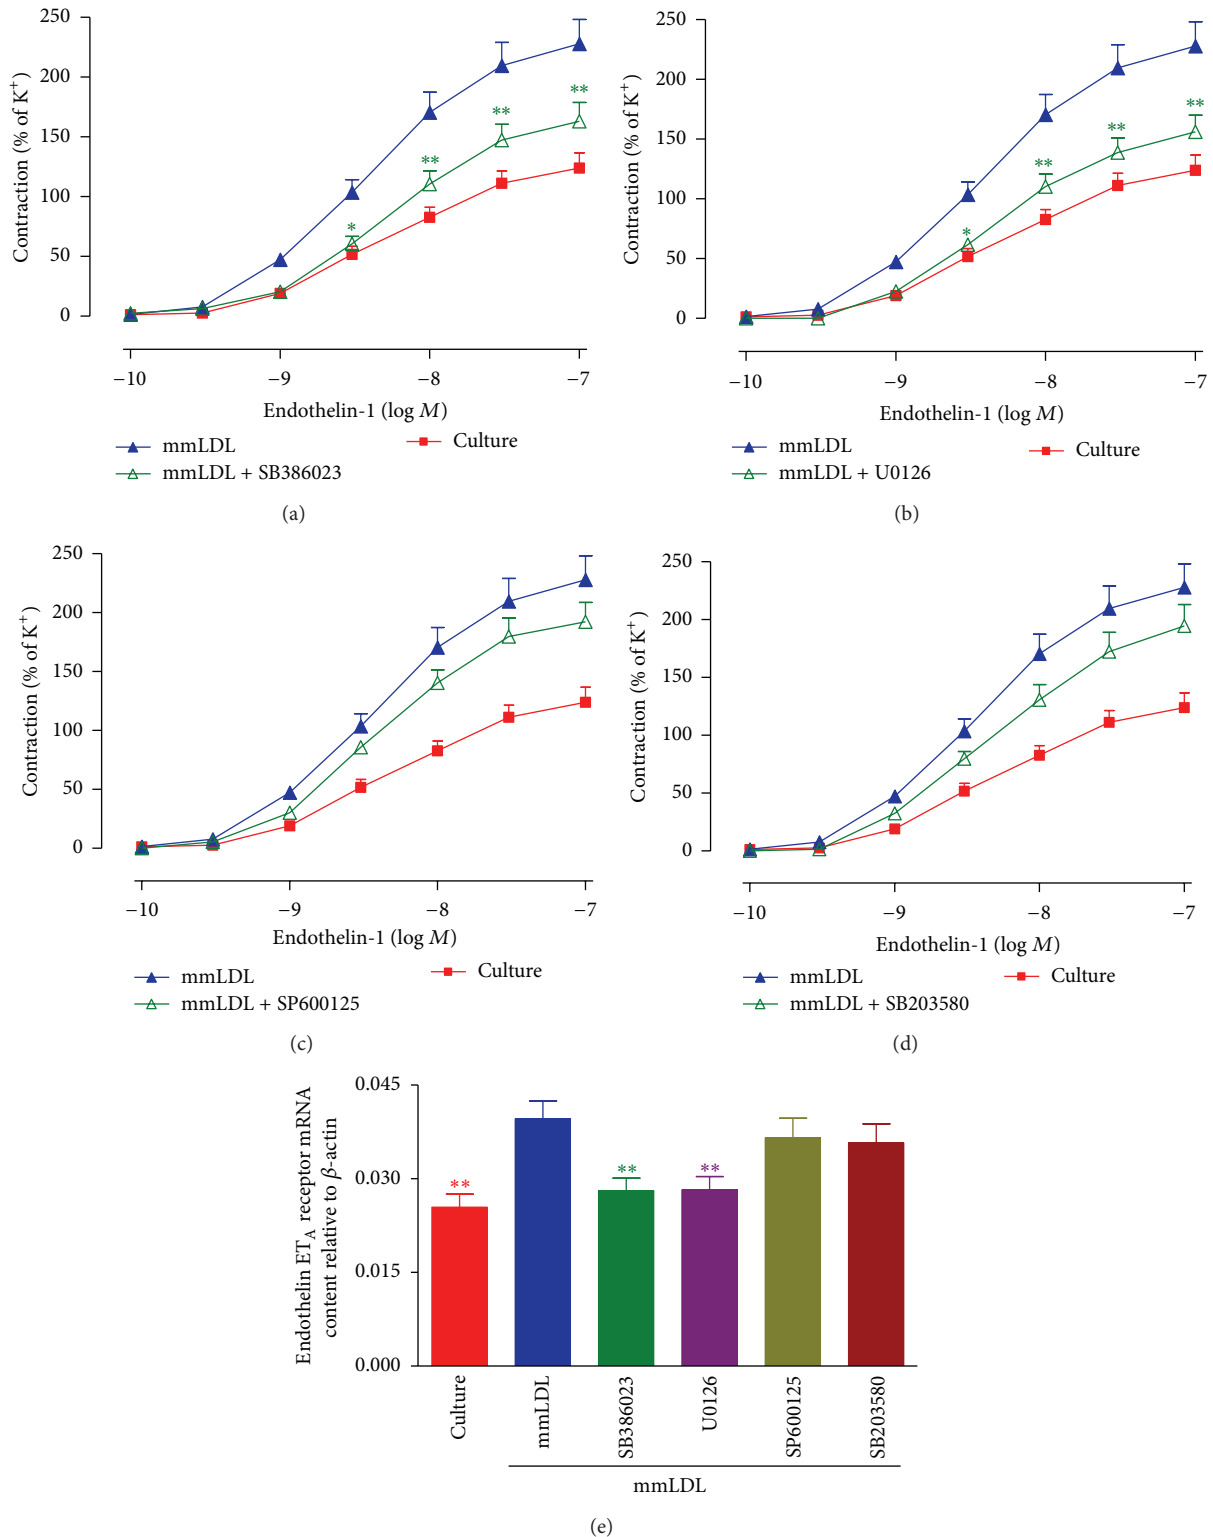 250
200
150
100
50
0
Contraction (% of K⁺)
**
**
**
*
−10
−9
−8
−7
Endothelin-1 (log M)
mmLDL
Culture
mmLDL + SB386023
(a)
250
200
150
100
50
0
Contraction (% of K⁺)
**
**
**
*
−10
−9
−8
−7
Endothelin-1 (log M)
mmLDL
Culture
mmLDL + U0126
(b)
250
200
150
100
50
0
Contraction (% of K⁺)
−10
−9
−8
−7
Endothelin-1 (log M)
mmLDL
Culture
mmLDL + SP600125
(c)
250
200
150
100
50
0
Contraction (% of K⁺)
−10
−9
−8
−7
Endothelin-1 (log M)
mmLDL
Culture
mmLDL + SB203580
(d)
0.045
0.030
0.015
0.000
Endothelin ET_A receptor mRNA
content relative to β-actin
**
**
**
Culture
mmLDL
SB386023
U0126
SP600125
SB203580
mmLDL
(e)